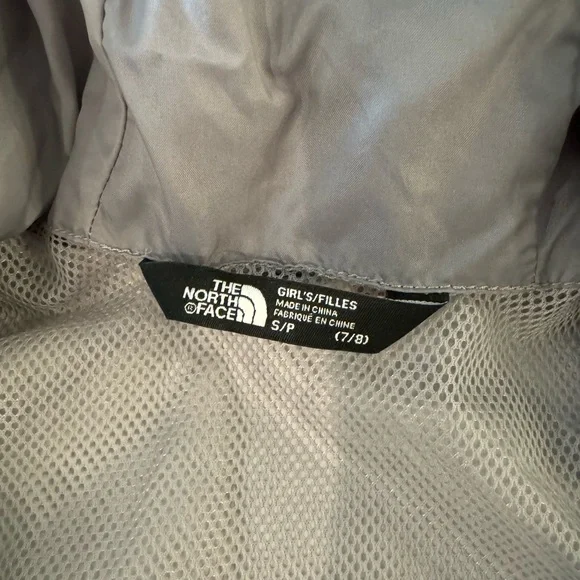 THE
NORTH
®FACE
GIRL'S/FILLES
MADE IN CHINA
FABRIQUÉ EN CHINE
S/P (7/8)